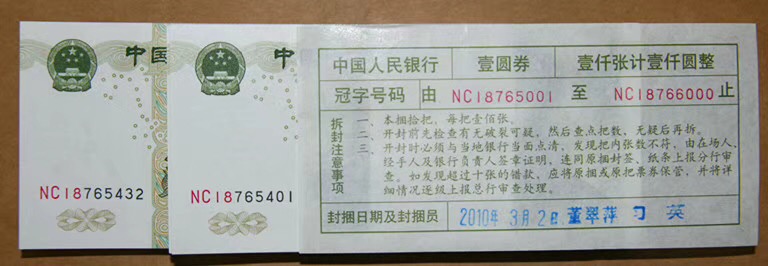 中国
NC18765432
中
NC18765401
中国人民银行 壹圆券 壹仟张计壹仟圆整
冠字号码 由 NC18765001 至 NC18766000 止
拆封注意事项
一、本捆拾把，每把壹佰张。
二、开封前先检查有无破裂可疑，然后查点把数，无疑后再拆。
三、开封时必须与当地银行当面点清，发现把内张数不符，由在场人、
经手人及银行负责人签章证明，连同原捆封签、纸条上报分行审
查。如发现超过十张的错款，应将原捆或原把票券保管，并将详
细情况逐级上报总行审查处理。
封捆日期及封捆员 2010年3月2日 董翠萍 刁英